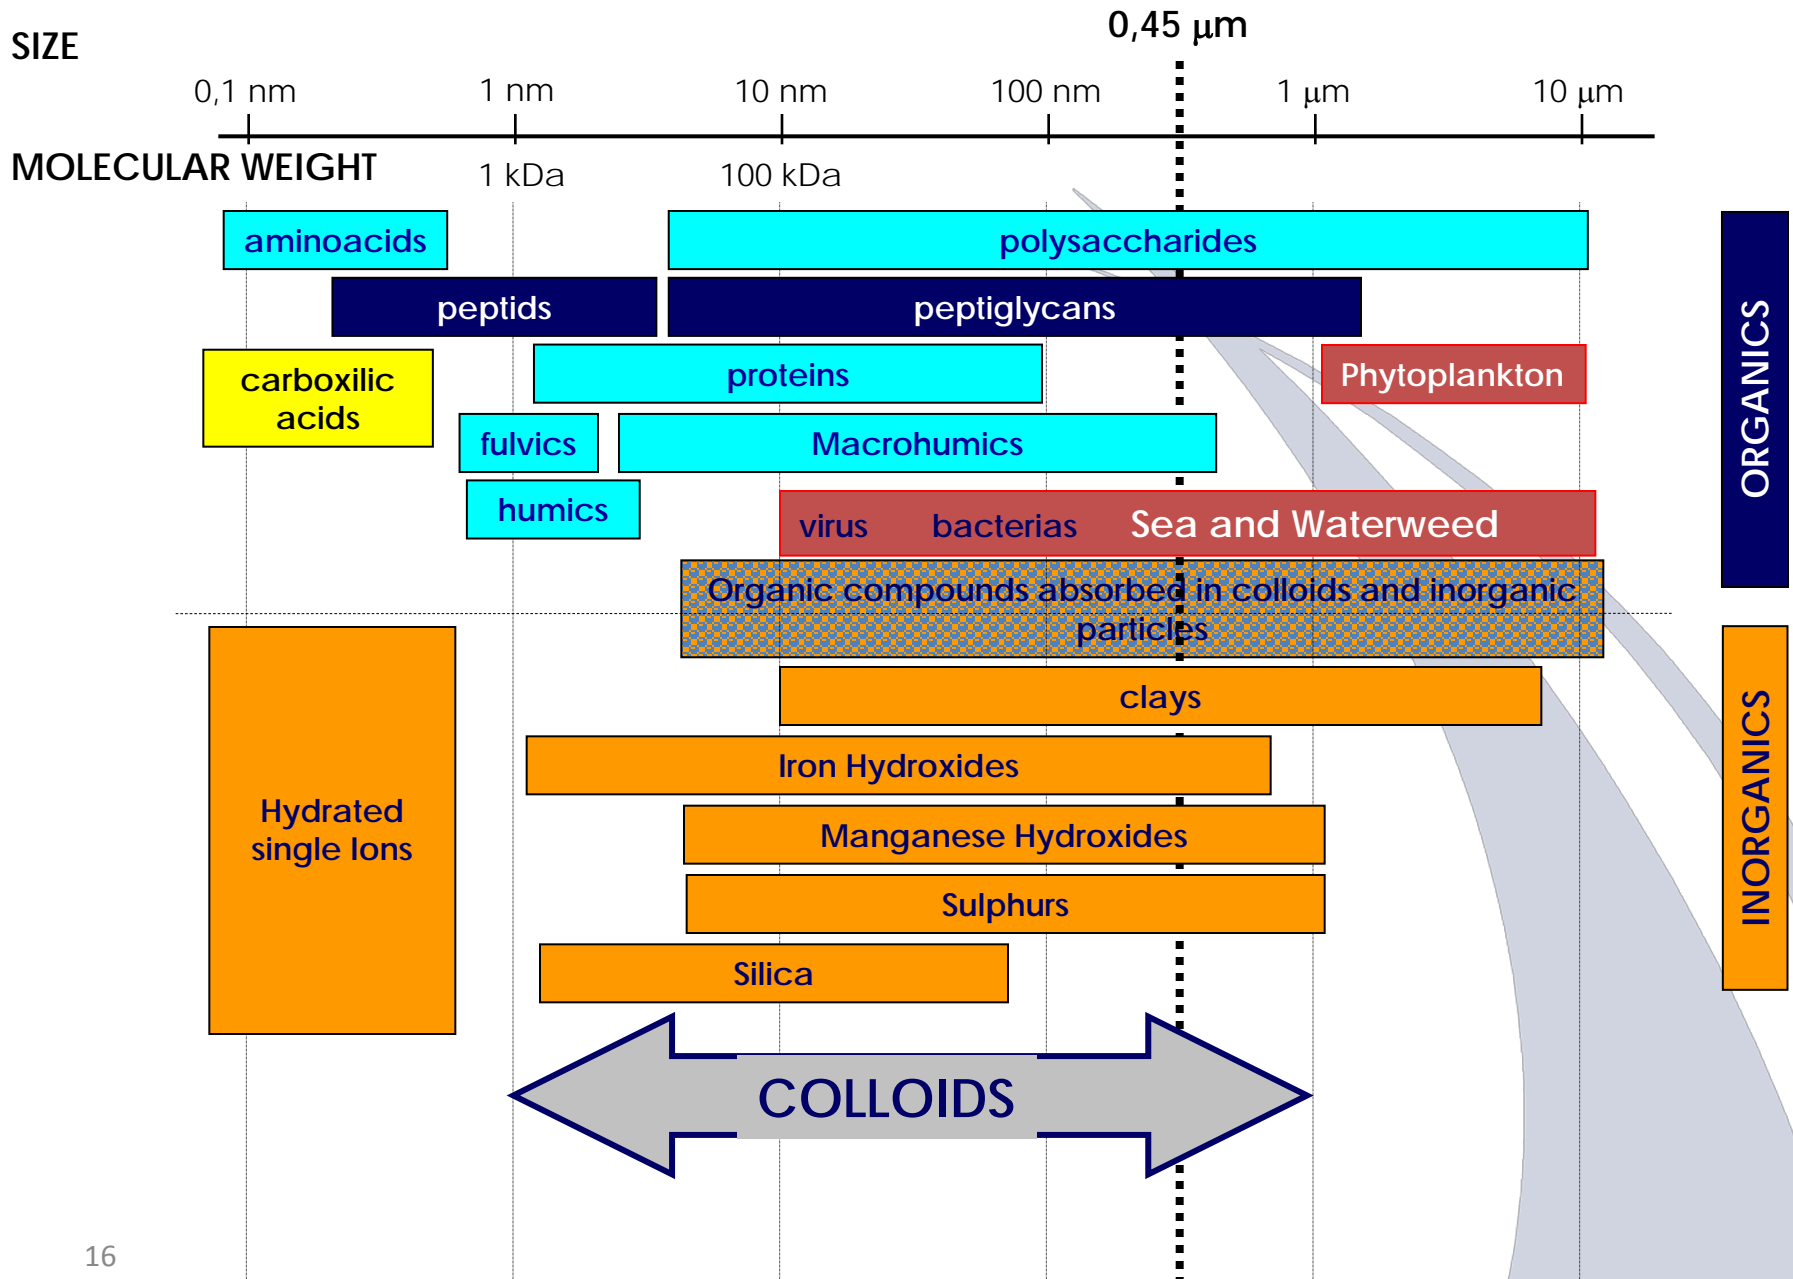 0,45 μm
SIZE
0,1 nm
1 nm
10 nm
100 nm
1 μm
10 μm
MOLECULAR WEIGHT
1 kDa
100 kDa
aminoacids
polysaccharides
peptids
peptiglycans
carboxilic
acids
proteins
Phytoplankton
fulvics
Macrohumics
humics
virus
bacterias
Sea and Waterweed
Organic compounds absorbed in colloids and inorganic
particles
ORGANICS
clays
Iron Hydroxides
Hydrated
single Ions
Manganese Hydroxides
Sulphurs
Silica
INORGANICS
COLLOIDS
16